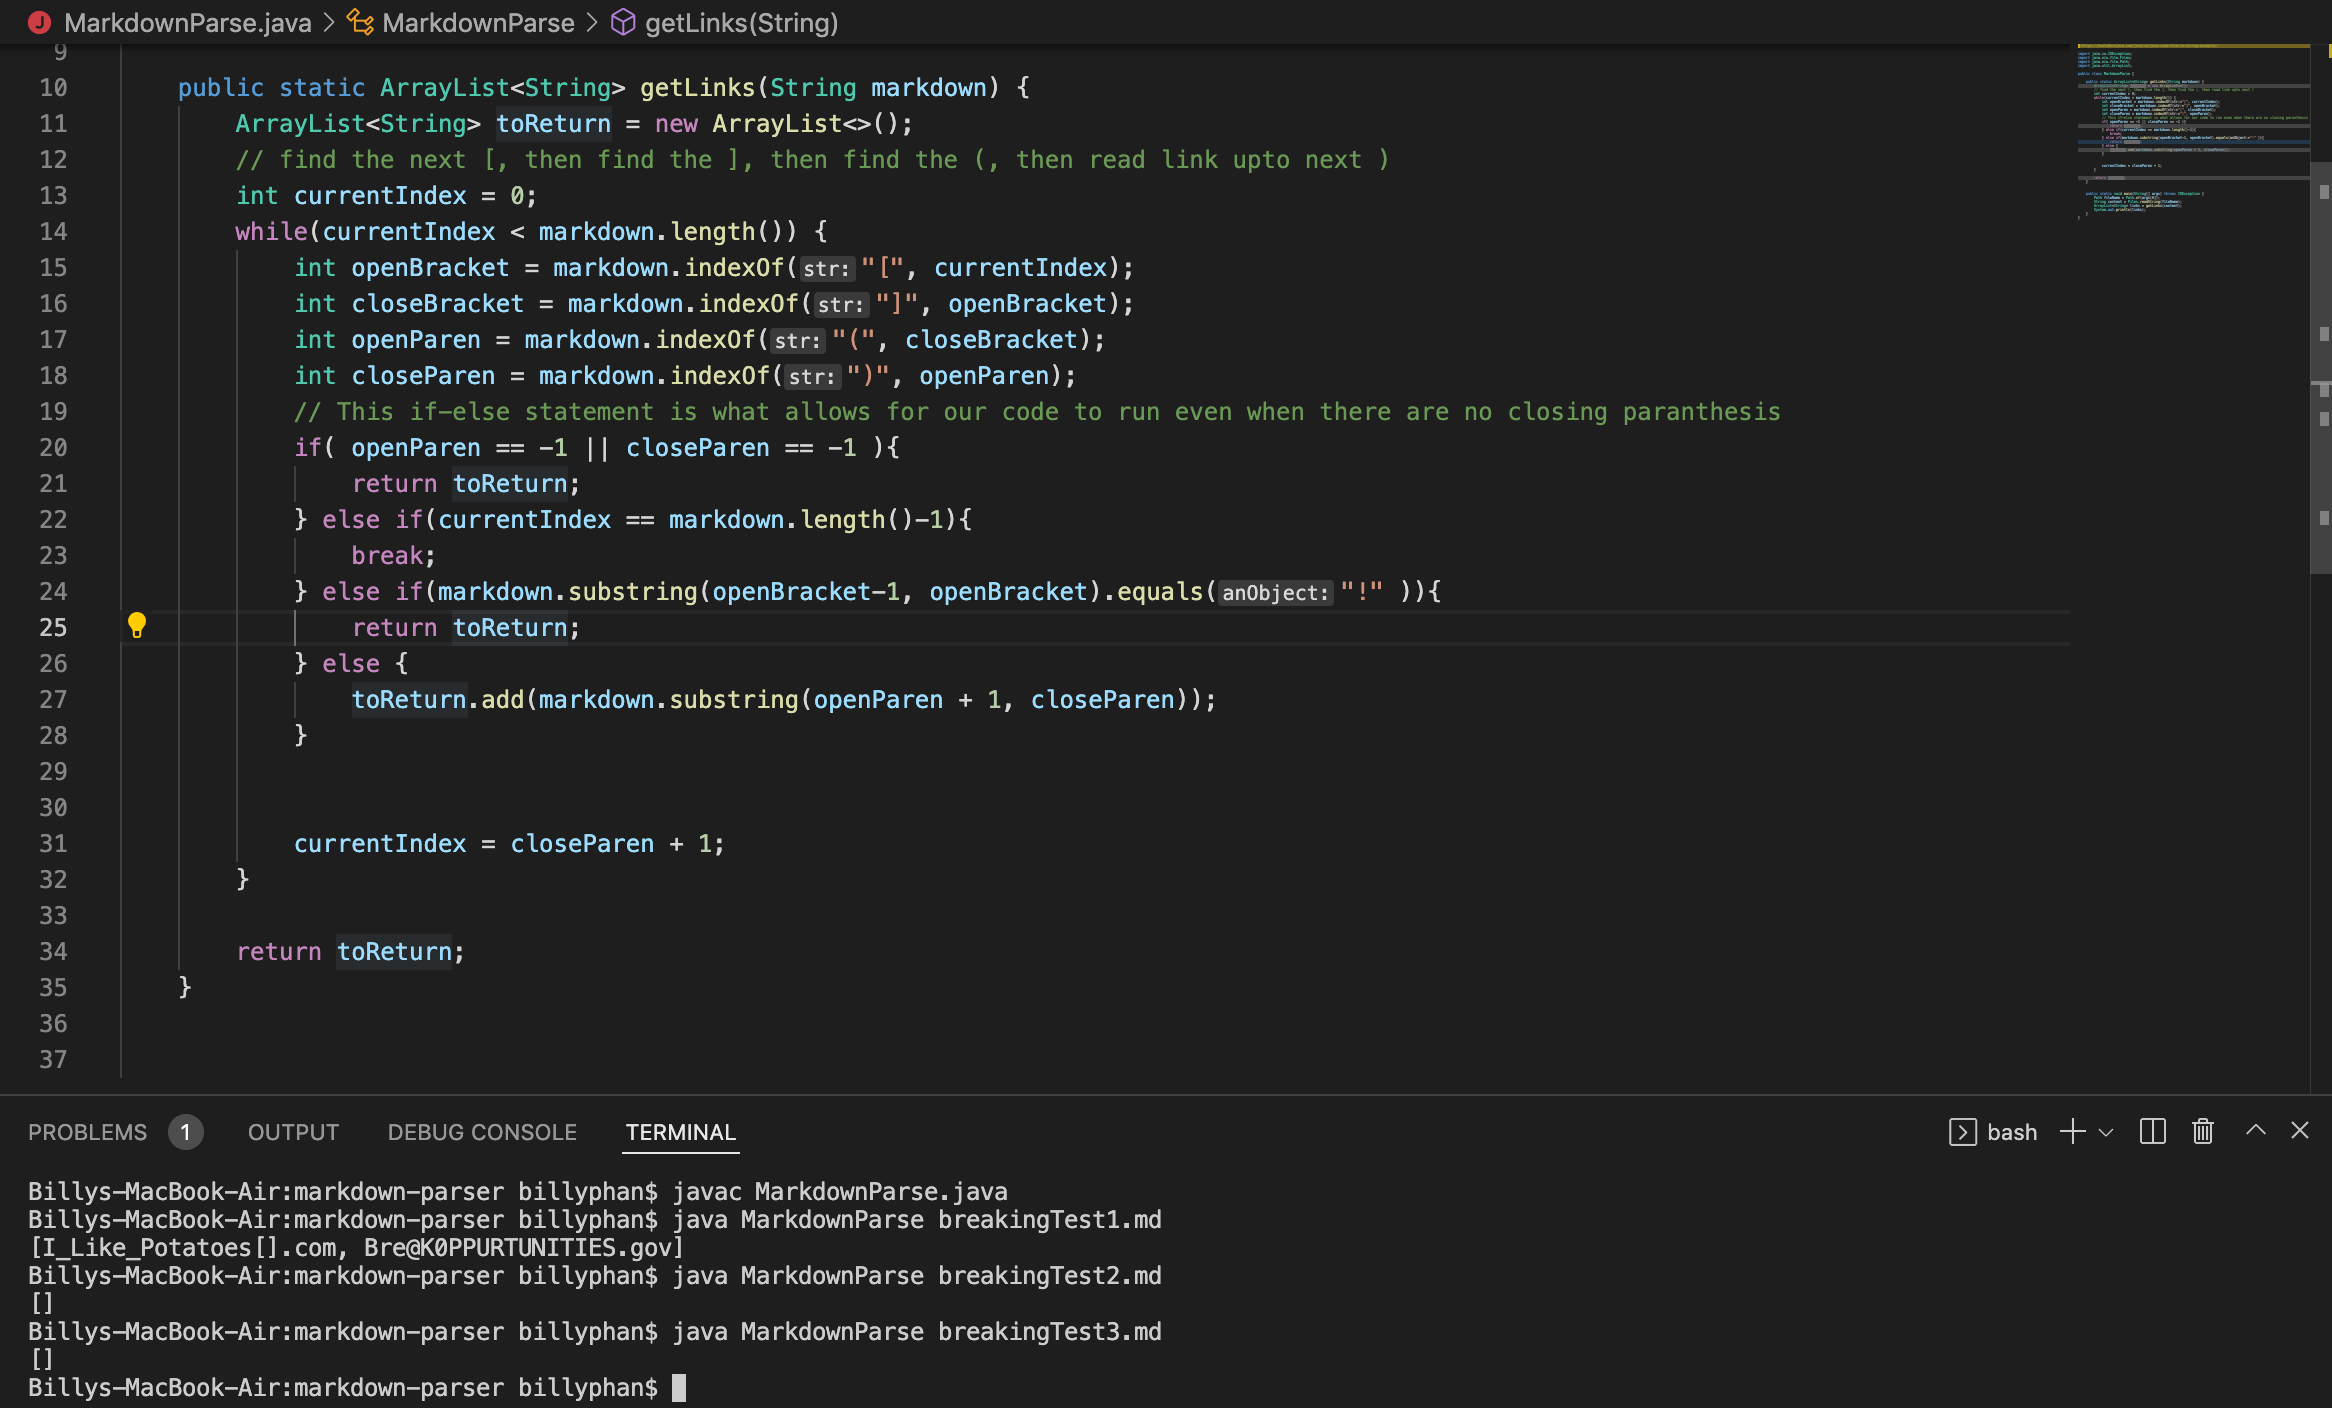 MarkdownParse.java > MarkdownParse > getLinks(String)
9
10 public static ArrayList<String> getLinks(String markdown) {
11 ArrayList<String> toReturn = new ArrayList<>();
12 // find the next [, then find the ], then find the (, then read link upto next )
13 int currentIndex = 0;
14 while(currentIndex < markdown.length()) {
15 int openBracket = markdown.indexOf(str: "[", currentIndex);
16 int closeBracket = markdown.indexOf(str: "]", openBracket);
17 int openParen = markdown.indexOf(str: "(", closeBracket);
18 int closeParen = markdown.indexOf(str: ")", openParen);
19 // This if-else statement is what allows for our code to run even when there are no closing paranthesis
20 if( openParen == -1 || closeParen == -1 ){
21 return toReturn;
22 } else if(currentIndex == markdown.length()-1){
23 break;
24 } else if(markdown.substring(openBracket-1, openBracket).equals(anObject: "!" )){
25 return toReturn;
26 } else {
27 toReturn.add(markdown.substring(openParen + 1, closeParen));
28 }
29
30
31 currentIndex = closeParen + 1;
32 }
33
34 return toReturn;
35 }
36
37
PROBLEMS 1 OUTPUT DEBUG CONSOLE TERMINAL bash
Billys-MacBook-Air:markdown-parser billyphan$ javac MarkdownParse.java
Billys-MacBook-Air:markdown-parser billyphan$ java MarkdownParse breakingTest1.md
[I_Like_Potatoes[].com, Bre@K0PPURTUNITIES.gov]
Billys-MacBook-Air:markdown-parser billyphan$ java MarkdownParse breakingTest2.md
[]
Billys-MacBook-Air:markdown-parser billyphan$ java MarkdownParse breakingTest3.md
[]
Billys-MacBook-Air:markdown-parser billyphan$